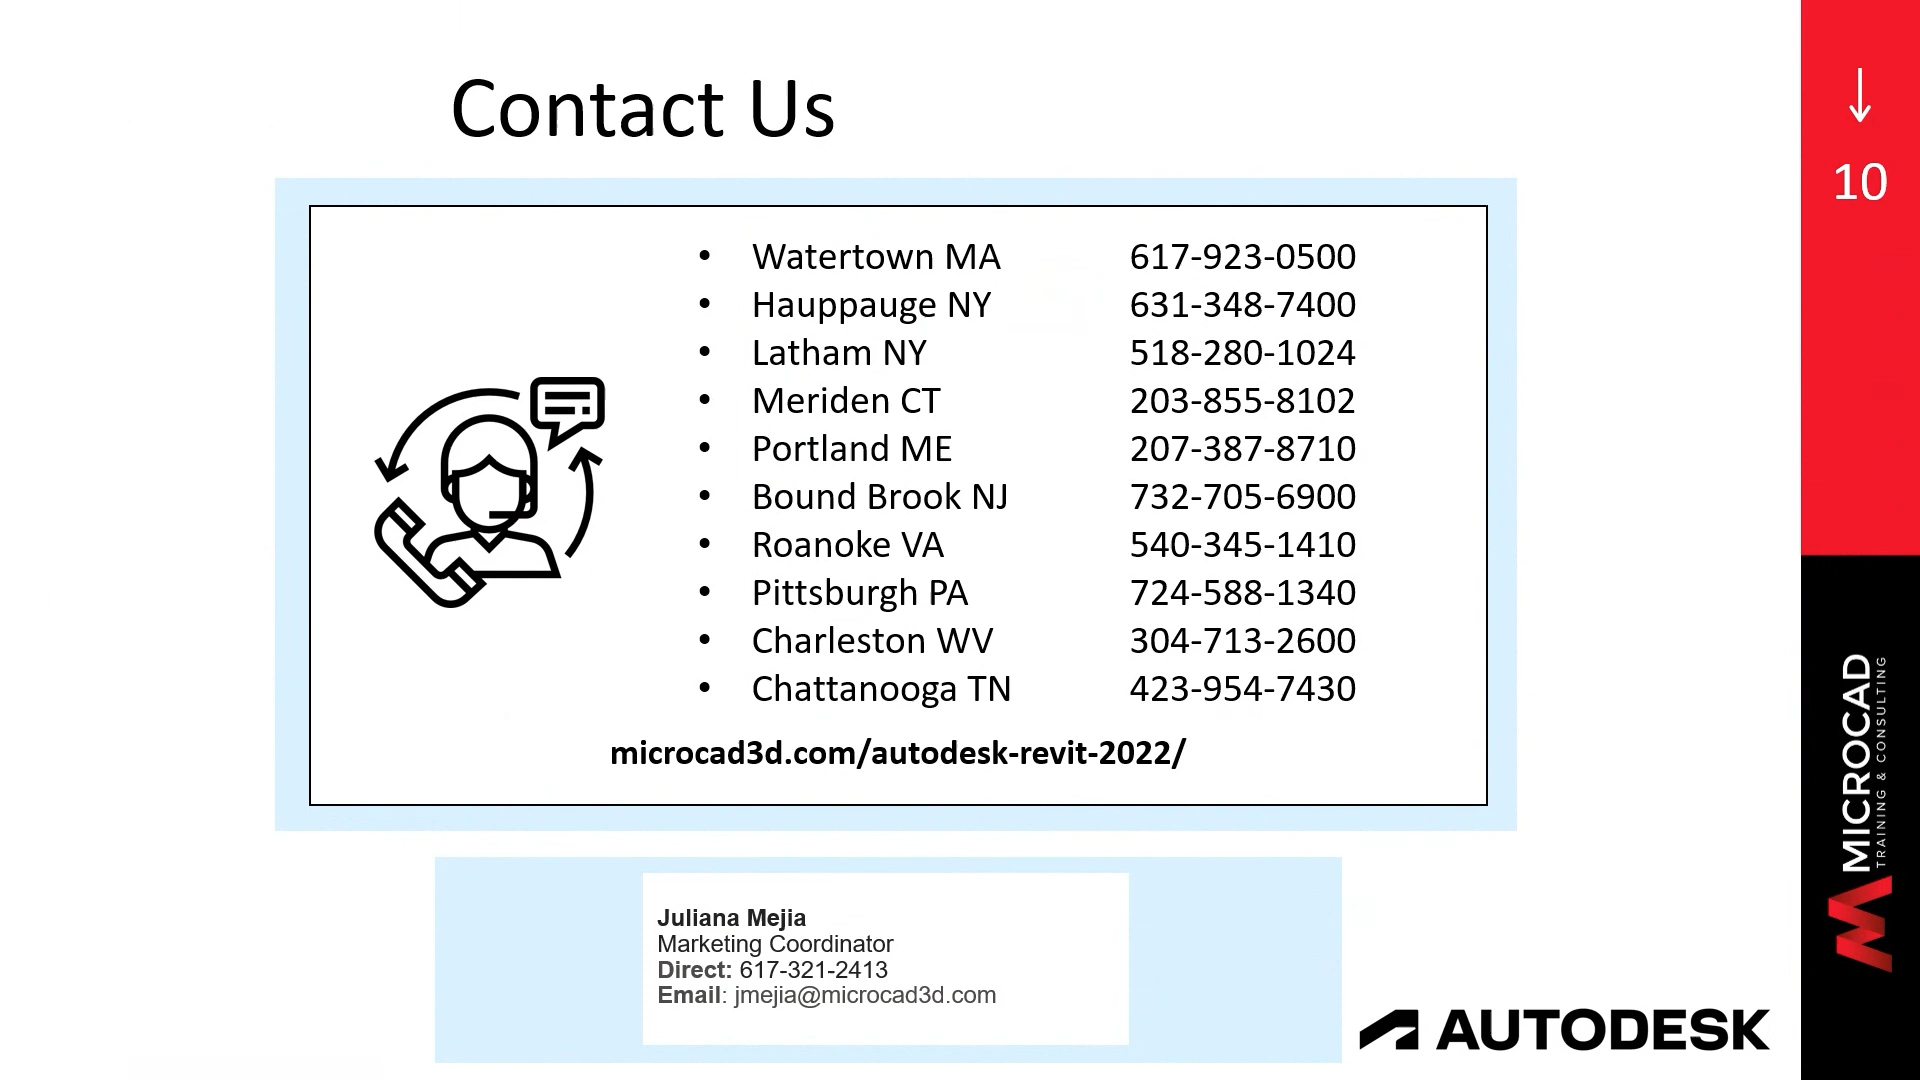 Contact Us
10
• Watertown MA 617-923-0500
• Hauppauge NY 631-348-7400
• Latham NY 518-280-1024
• Meriden CT 203-855-8102
• Portland ME 207-387-8710
• Bound Brook NJ 732-705-6900
• Roanoke VA 540-345-1410
• Pittsburgh PA 724-588-1340
• Charleston WV 304-713-2600
• Chattanooga TN 423-954-7430
microcad3d.com/autodesk-revit-2022/
Juliana Mejia
Marketing Coordinator
Direct: 617-321-2413
Email: jmejia@microcad3d.com
AUTODESK
MICROCAD
TRAINING & CONSULTING